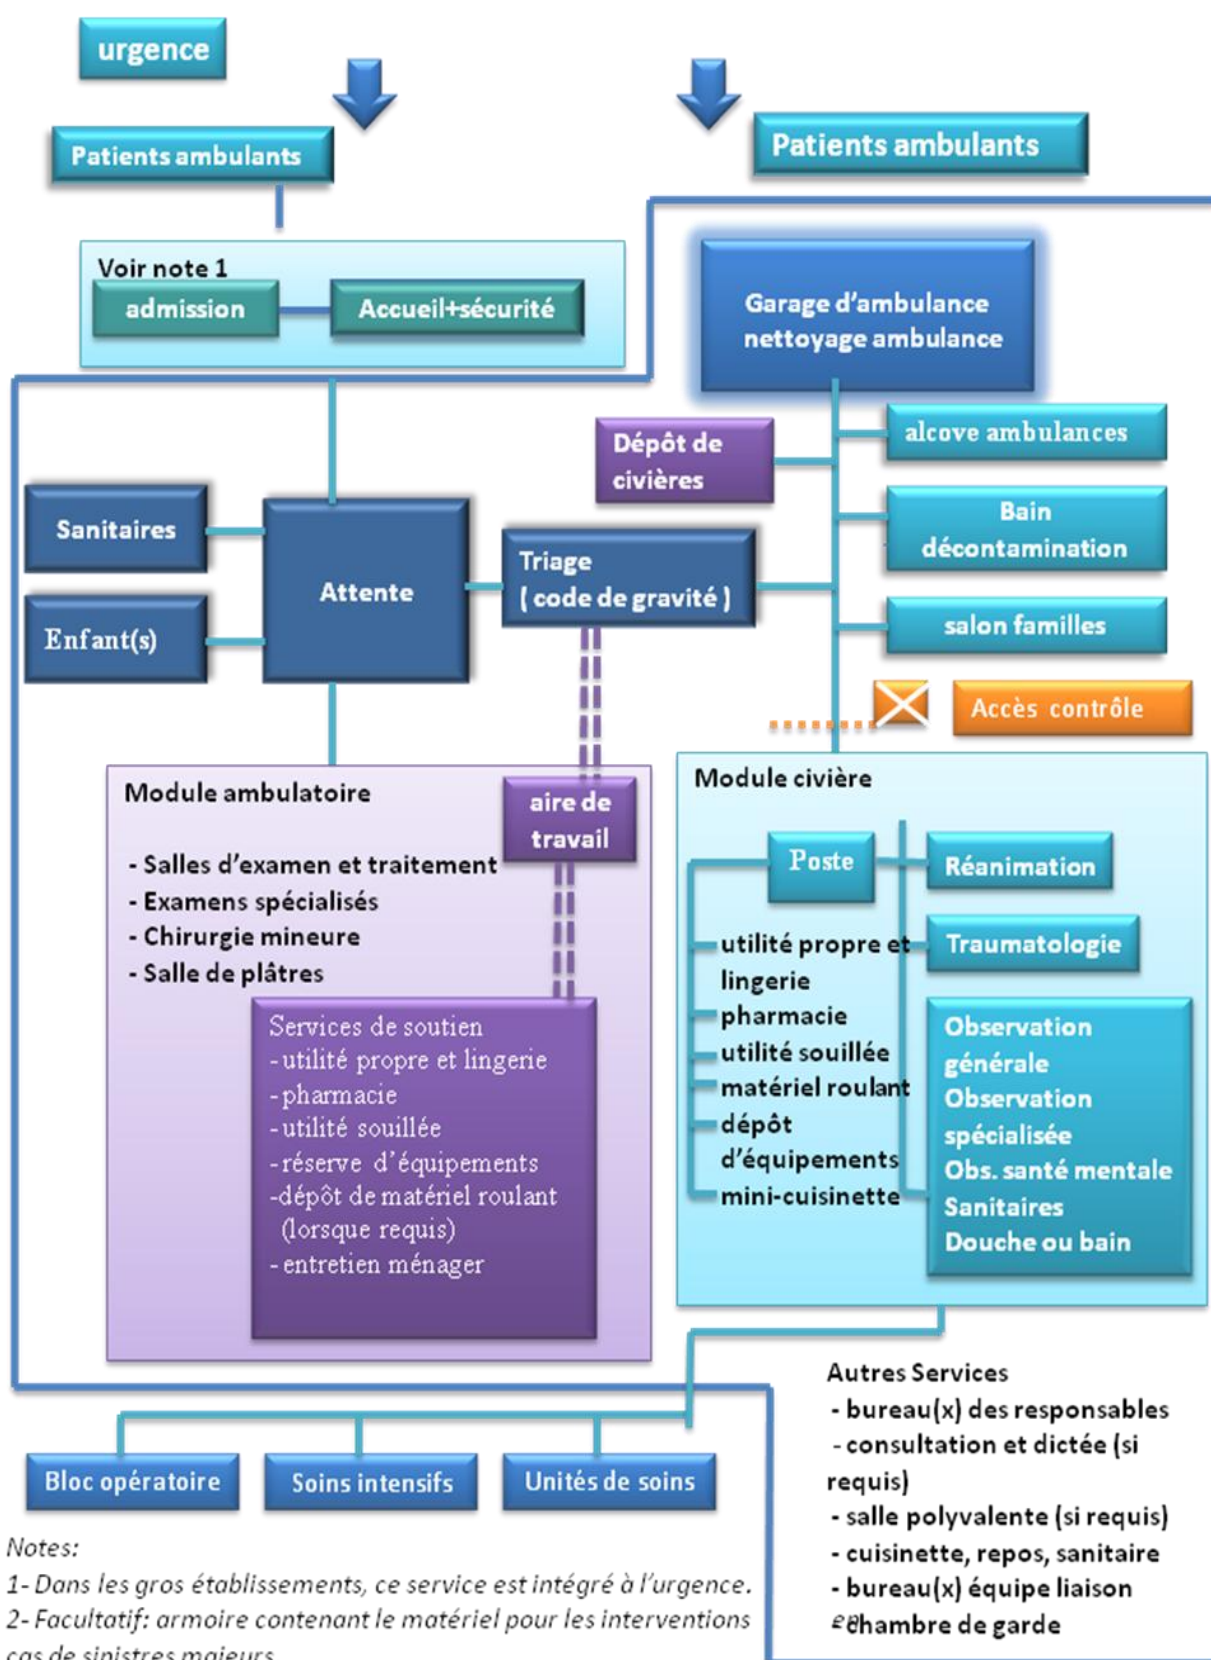 urgence
Patients ambulants
Patients ambulants
Voir note 1
admission
Accueil+sécurité
Garage d'ambulance
nettoyage ambulance
alcove ambulances
Dépôt de
civières
Bain
décontamination
Sanitaires
Attente
Triage
( code de gravité )
Enfant(s)
salon familles
Accès contrôle
Module ambulatoire
aire de
travail
- Salles d'examen et traitement
- Examens spécialisés
- Chirurgie mineure
- Salle de plâtres
Services de soutien
-utilité propre et lingerie
-pharmacie
-utilité souillée
-réserve d'équipements
-dépôt de matériel roulant
(lorsque requis)
-entretien ménager
Module civière
Poste
Réanimation
utilité propre et
lingerie
pharmacie
utilité souillée
matériel roulant
dépôt
d'équipements
mini-cuisinette
Traumatologie
Observation
générale
Observation
spécialisée
Obs. santé mentale
Sanitaires
Douche ou bain
Bloc opératoire
Soins intensifs
Unités de soins
Autres Services
- bureau(x) des responsables
- consultation et dictée (si
requis)
- salle polyvalente (si requis)
- cuisinette, repos, sanitaire
- bureau(x) équipe liaison
- chambre de garde
Notes:
1- Dans les gros établissements, ce service est intégré à l'urgence.
2- Facultatif: armoire contenant le matériel pour les interventions
en
cas de sinistres majeurs